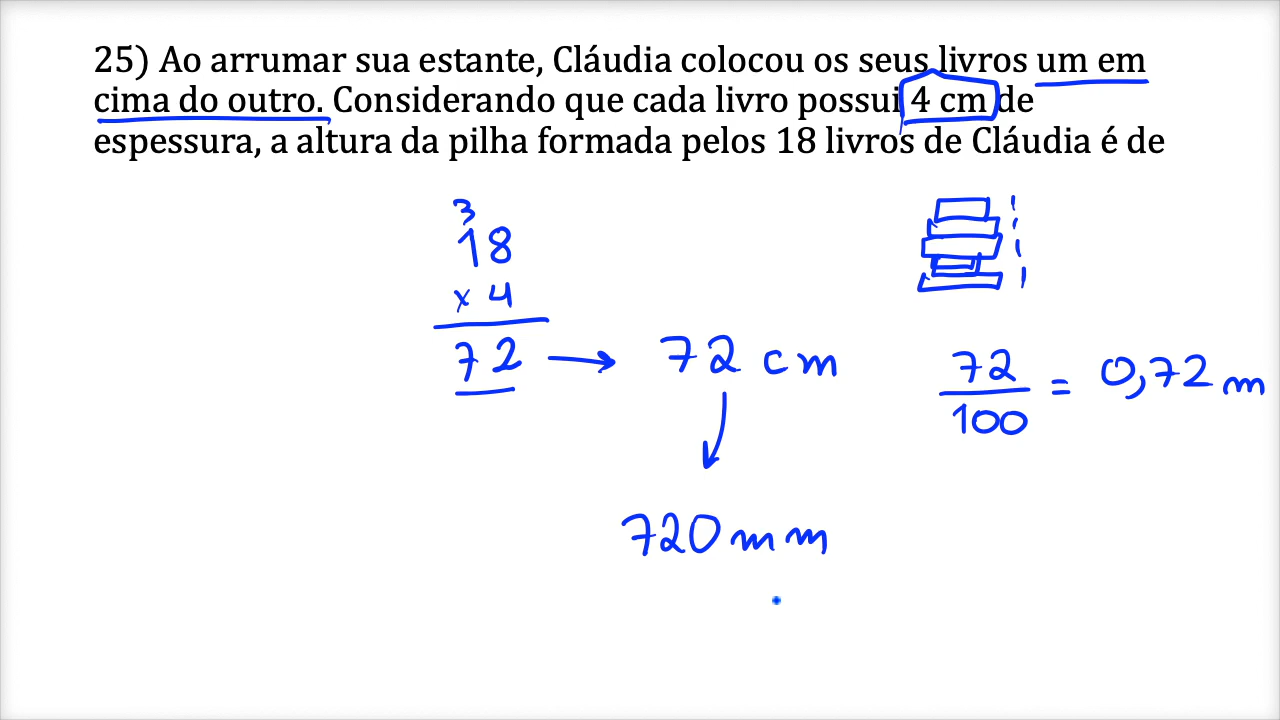 25) Ao arrumar sua estante, Cláudia colocou os seus livros um em
cima do outro. Considerando que cada livro possui 4 cm de
espessura, a altura da pilha formada pelos 18 livros de Cláudia é de
3
18
x 4
72 → 72 cm
72
100
= 0,72 m
720 mm